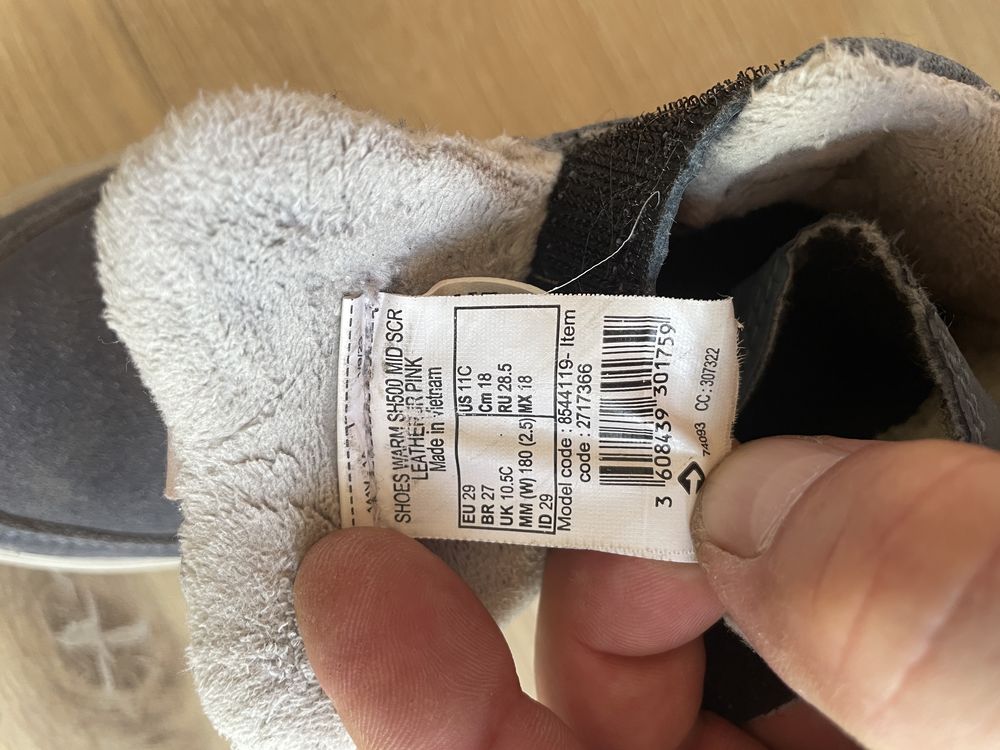 SHOES WARM SH500 MID SCR
LEATHER JR PINK
Made in Vietnam
EU 29 US 11C
BR 27 Cm 18
UK 10.5C RU 28.5
MM (W) 180 (2.5) MX 18
ID 29
Model code : 8544119- Item
code : 2717366
3 608439 301759
74093 CC : 307322